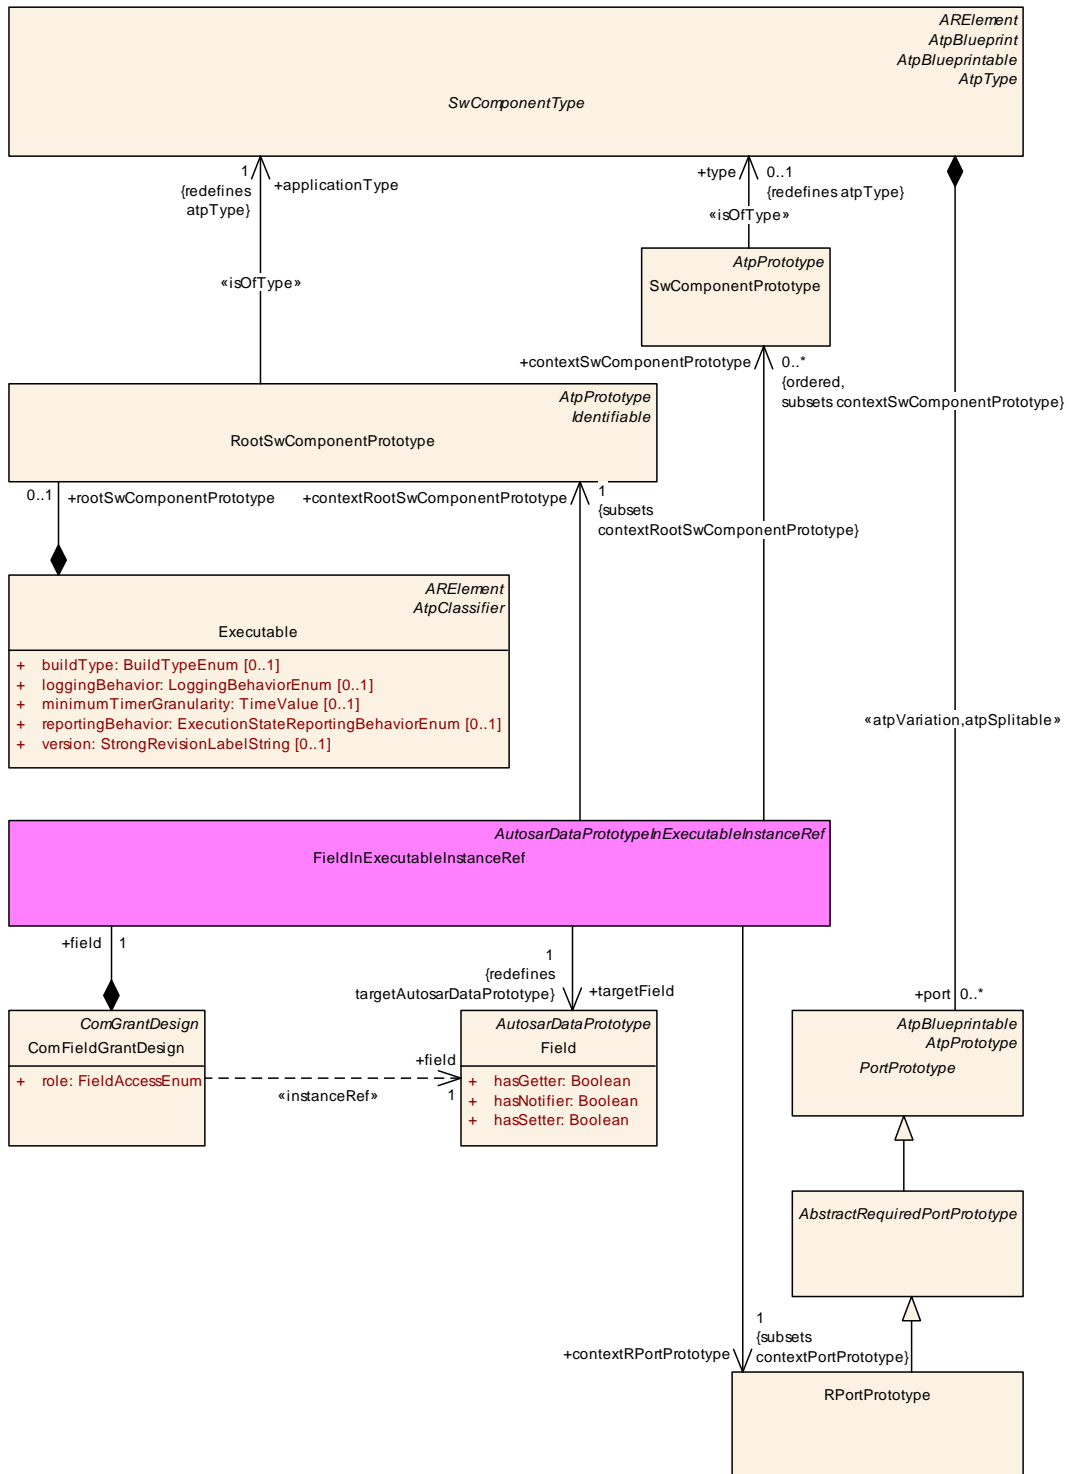 ARElement
AtpBlueprint
AtpBlueprintable
AtpType
SwComponentType
1
{redefines
atpType}
+applicationType
+type
0..1
{redefines atpType}
«isOfType»
«isOfType»
AtpPrototype
SwComponentPrototype
+contextSwComponentPrototype
0..*
{ordered,
subsets contextSwComponentPrototype}
AtpPrototype
Identifiable
RootSwComponentPrototype
0..1
+rootSwComponentPrototype
+contextRootSwComponentPrototype
1
{subsets
contextRootSwComponentPrototype}
ARElement
AtpClassifier
Executable
+ buildType: BuildTypeEnum [0..1]
+ loggingBehavior: LoggingBehaviorEnum [0..1]
+ minimumTimerGranularity: TimeValue [0..1]
+ reportingBehavior: ExecutionStateReportingBehaviorEnum [0..1]
+ version: StrongRevisionLabelString [0..1]
«atpVariation,atpSplitable»
AutosarDataPrototypeInExecutableInstanceRef
FieldInExecutableInstanceRef
+field
1
1
{redefines
targetAutosarDataPrototype}
+targetField
+port
0..*
ComGrantDesign
ComFieldGrantDesign
+ role: FieldAccessEnum
+field
1
«instanceRef»
AutosarDataPrototype
Field
+ hasGetter: Boolean
+ hasNotifier: Boolean
+ hasSetter: Boolean
AtpBlueprintable
AtpPrototype
PortPrototype
AbstractRequiredPortPrototype
1
{subsets
contextPortPrototype}
+contextRPortPrototype
RPortPrototype